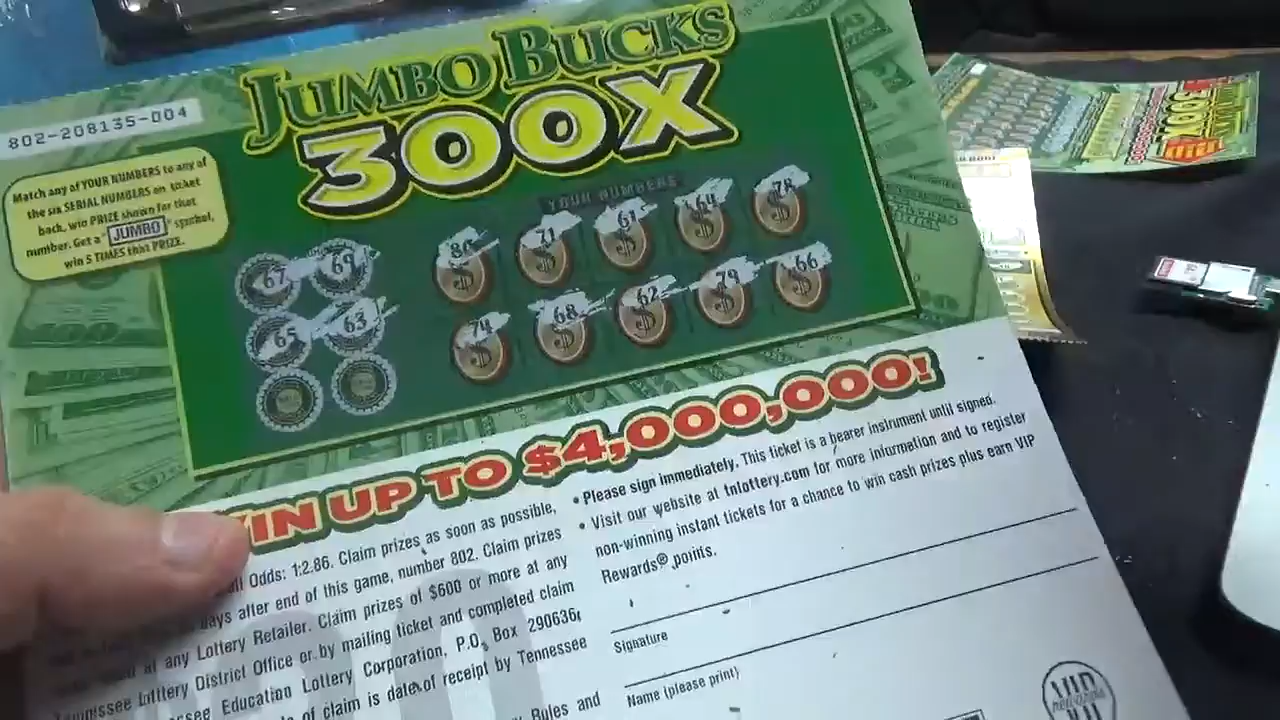 JUMBO BUCKS
300X
802-208135-004
Match any of YOUR NUMBERS to any of
the six SERIAL NUMBERS on ticket
back, win PRIZE shown for that
number. Get a "JUMBO" symbol,
win 5 TIMES that PRIZE.
YOUR NUMBERS
67 69
80 71 61 64 78
65 63
74 68 62 79 66
WIN UP TO $4,000,000!
Odds: 1:2.86. Claim prizes as soon as possible,
days after end of this game, number 802. Claim prizes
at any Lottery Retailer. Claim prizes of $600 or more at any
Tennessee Lottery District Office or by mailing ticket and completed claim
Education Lottery Corporation, P.O. Box 290636,
of claim is date of receipt by Tennessee
Rules and
• Please sign immediately. This ticket is a bearer instrument until signed.
• Visit our website at tnlottery.com for more information and to register
non-winning instant tickets for a chance to win cash prizes plus earn VIP
Rewards® points.
Signature
Name (please print)
VIP
rewards